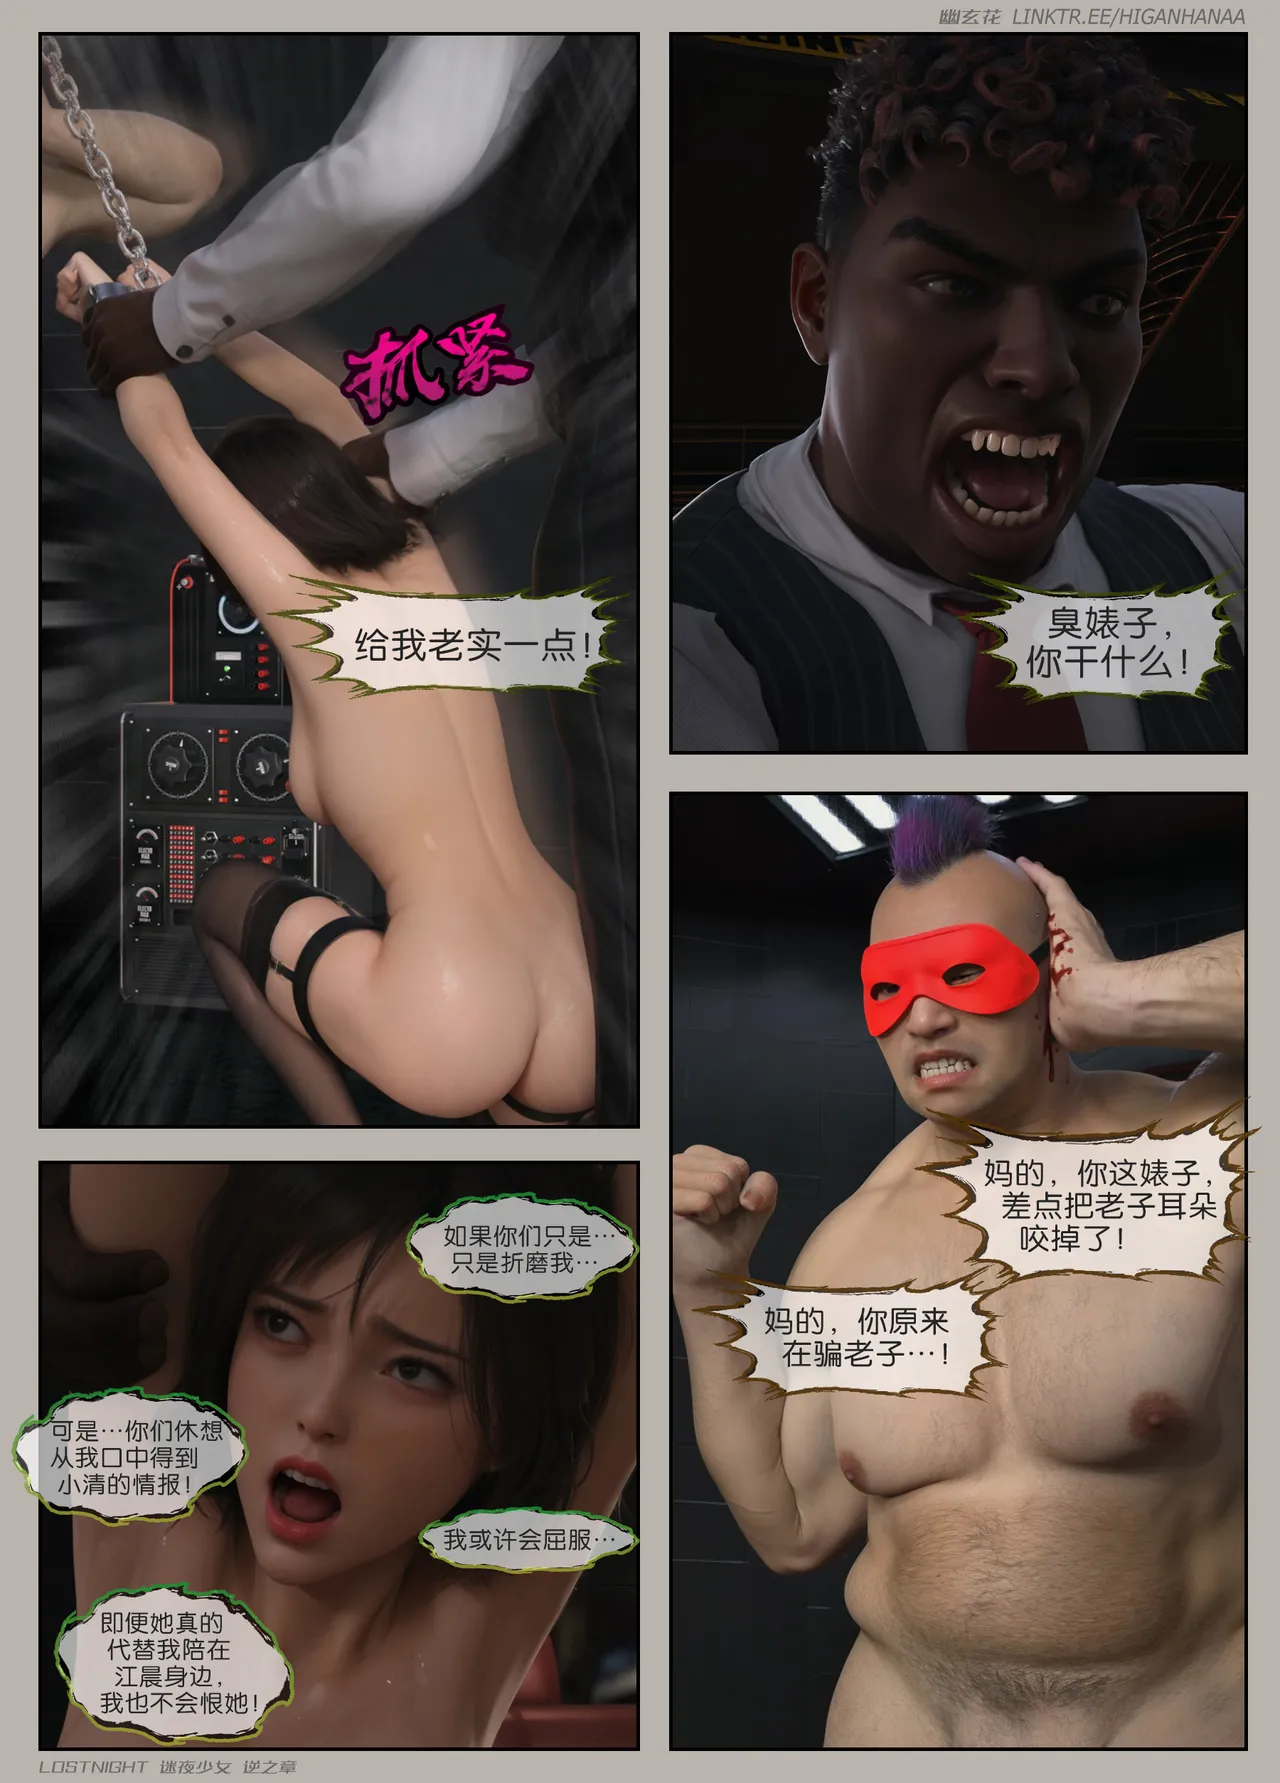 幽玄花 LINKTR.EE/HIGANHANAA
抓紧
给我老实一点!
臭婊子,
你干什么!
妈的,你这婊子,
差点把老子耳朵
咬掉了!
妈的,你原来
在骗老子…!
如果你们只是…
只是折磨我…
我或许会屈服…
可是…你们休想
从我口中得到
小清的情报!
即便她真的
代替我陪在
江晨身边,
我也不会恨她!
LOSTNIGHT 迷夜少女 逆之章